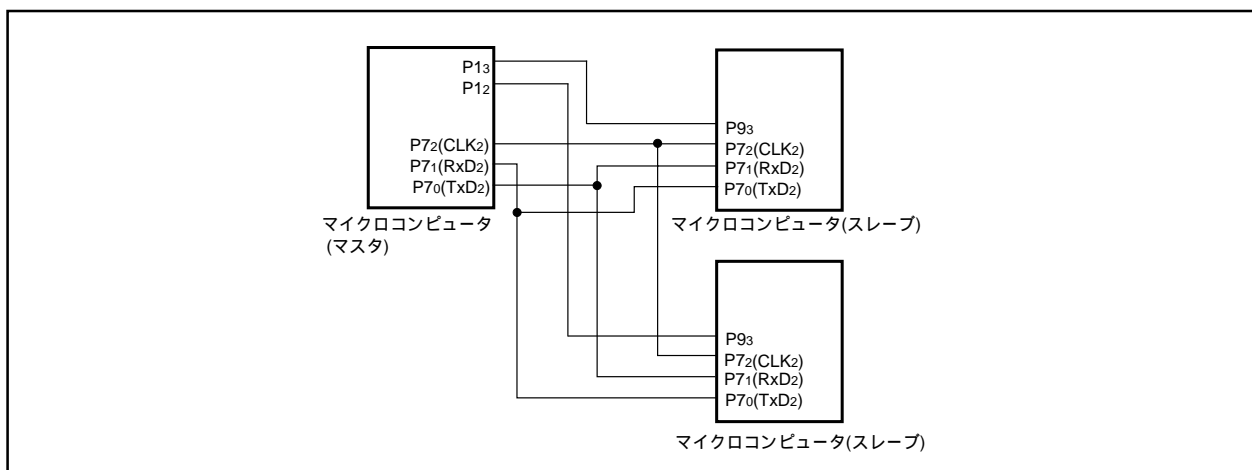 P13
P12
P72(CLK2)
P71(RxD2)
P70(TxD2)
マイクロコンピュータ
(マスタ)
P93
P72(CLK2)
P71(RxD2)
P70(TxD2)
マイクロコンピュータ(スレーブ)
P93
P72(CLK2)
P71(RxD2)
P70(TxD2)
マイクロコンピュータ(スレーブ)